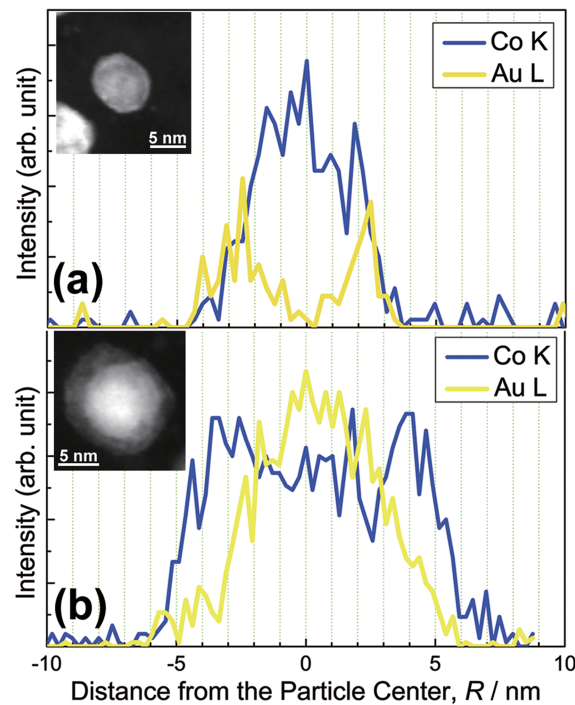 5 nm
Co K
Au L
Intensity (arb. unit)
(a)
5 nm
Co K
Au L
Intensity (arb. unit)
(b)
-10 -5 0 5 10
Distance from the Particle Center, R / nm